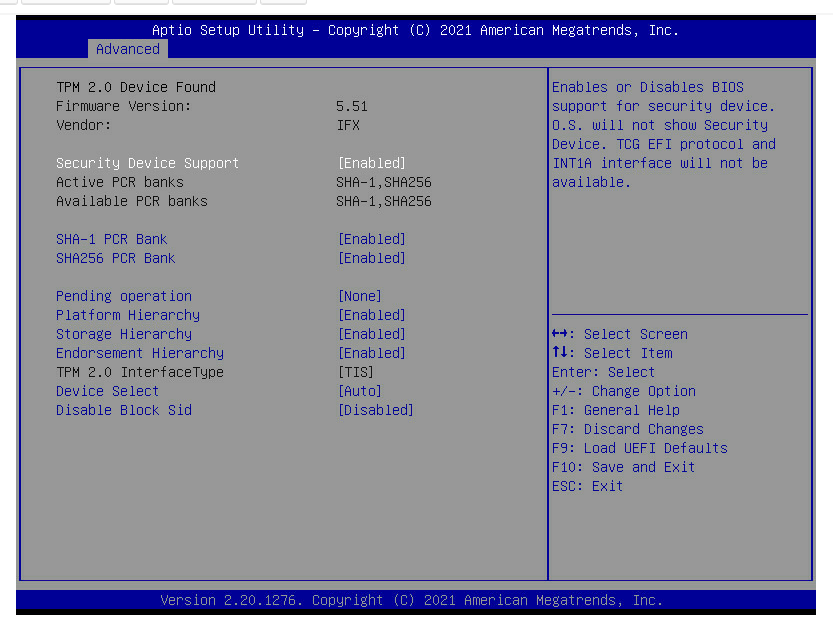 Aptio Setup Utility – Copyright (C) 2021 American Megatrends, Inc.
Advanced
TPM 2.0 Device Found
Firmware Version: 5.51
Vendor: IFX
Security Device Support [Enabled]
Active PCR banks SHA-1,SHA256
Available PCR banks SHA-1,SHA256
SHA-1 PCR Bank [Enabled]
SHA256 PCR Bank [Enabled]
Pending operation [None]
Platform Hierarchy [Enabled]
Storage Hierarchy [Enabled]
Endorsement Hierarchy [Enabled]
TPM 2.0 InterfaceType [TIS]
Device Select [Auto]
Disable Block Sid [Disabled]
Enables or Disables BIOS
support for security device.
O.S. will not show Security
Device. TCG EFI protocol and
INT1A interface will not be
available.
↔: Select Screen
↑↓: Select Item
Enter: Select
+/-: Change Option
F1: General Help
F7: Discard Changes
F9: Load UEFI Defaults
F10: Save and Exit
ESC: Exit
Version 2.20.1276. Copyright (C) 2021 American Megatrends, Inc.